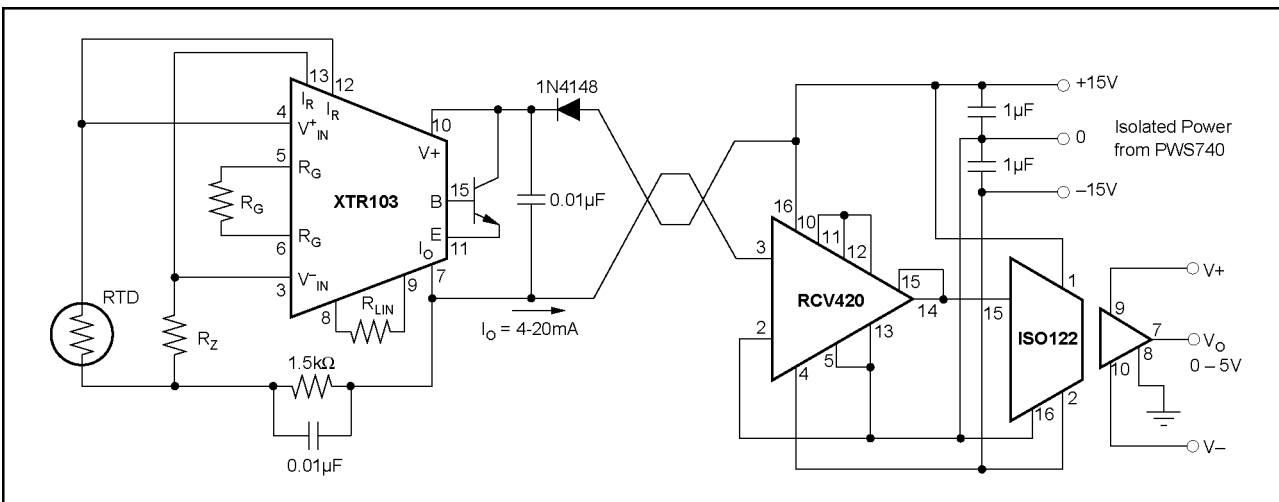 13
12
I_R
I_R
4
V⁺_IN
5
R_G
R_G
XTR103
R_G
6
V⁻_IN
3
RTD
R_Z
8
R_LIN
9
1.5kΩ
0.01µF
10
V+
B
15
E
11
I_O
7
1N4148
0.01µF
I_O = 4-20mA
16
10
11
12
3
RCV420
15
14
2
13
5
4
+15V
1µF
0
1µF
–15V
Isolated Power
from PWS740
1
15
ISO122
16
2
9
7
8
10
V+
V_O
0 – 5V
V–